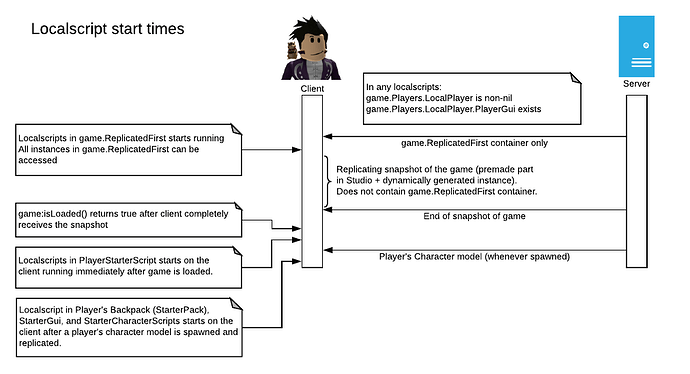 Localscript start times
Client
Server
In any localscripts:
game.Players.LocalPlayer is non-nil
game.Players.LocalPlayer.PlayerGui exists
Localscripts in game.ReplicatedFirst starts running
All instances in game.ReplicatedFirst can be
accessed
game.ReplicatedFirst container only
Replicating snapshot of the game (premade part
in Studio + dynamically generated instance).
Does not contain game.ReplicatedFirst container.
game:isLoaded() returns true after client completely
receives the snapshot
End of snapshot of game
Localscripts in PlayerStarterScript starts on the
client running immediately after game is loaded.
Player's Character model (whenever spawned)
Localscript in Player's Backpack (StarterPack),
StarterGui, and StarterCharacterScripts starts on the
client after a player's character model is spawned and
replicated.